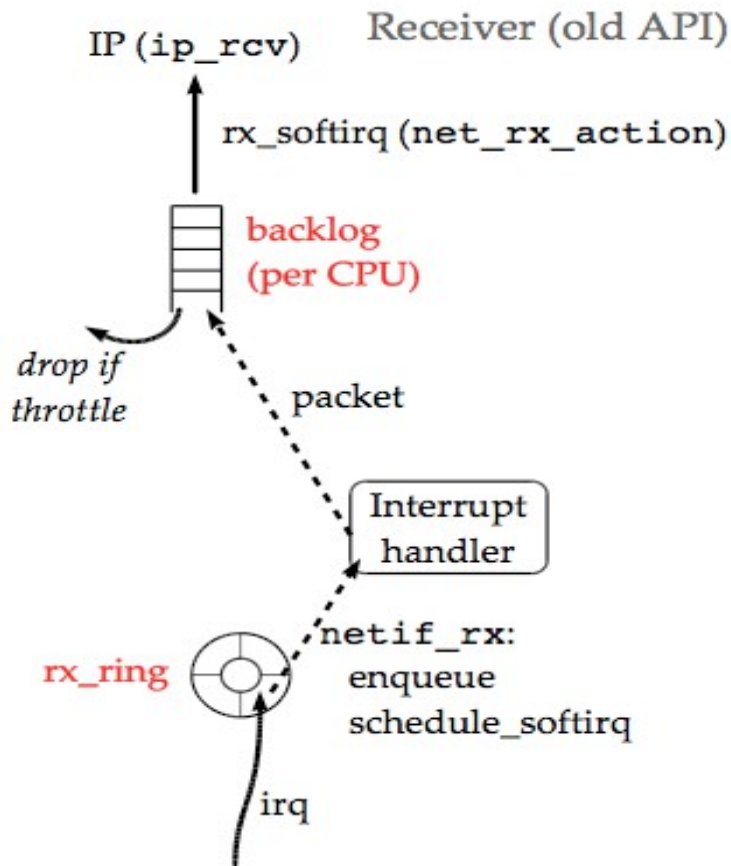 Receiver (old API)
IP (ip_rcv)
rx_softirq (net_rx_action)
backlog
(per CPU)
drop if
throttle
packet
Interrupt
handler
netif_rx:
rx_ring
enqueue
schedule_softirq
irq